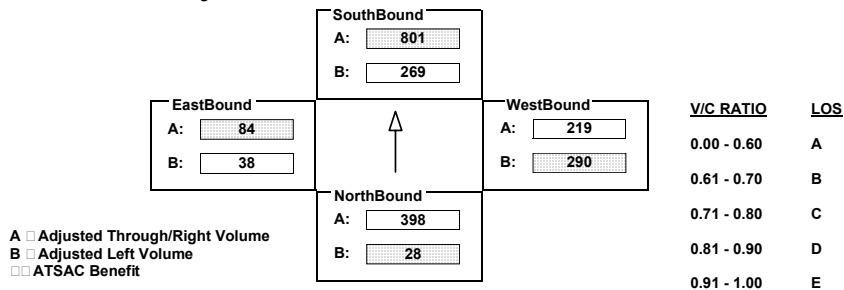 SouthBound
A: 801
B: 269
EastBound
A: 84
B: 38
WestBound
A: 219
B: 290
NorthBound
A: 398
B: 28
A □ Adjusted Through/Right Volume
B □ Adjusted Left Volume
□□ ATSAC Benefit
V/C RATIO LOS
0.00 - 0.60 A
0.61 - 0.70 B
0.71 - 0.80 C
0.81 - 0.90 D
0.91 - 1.00 E